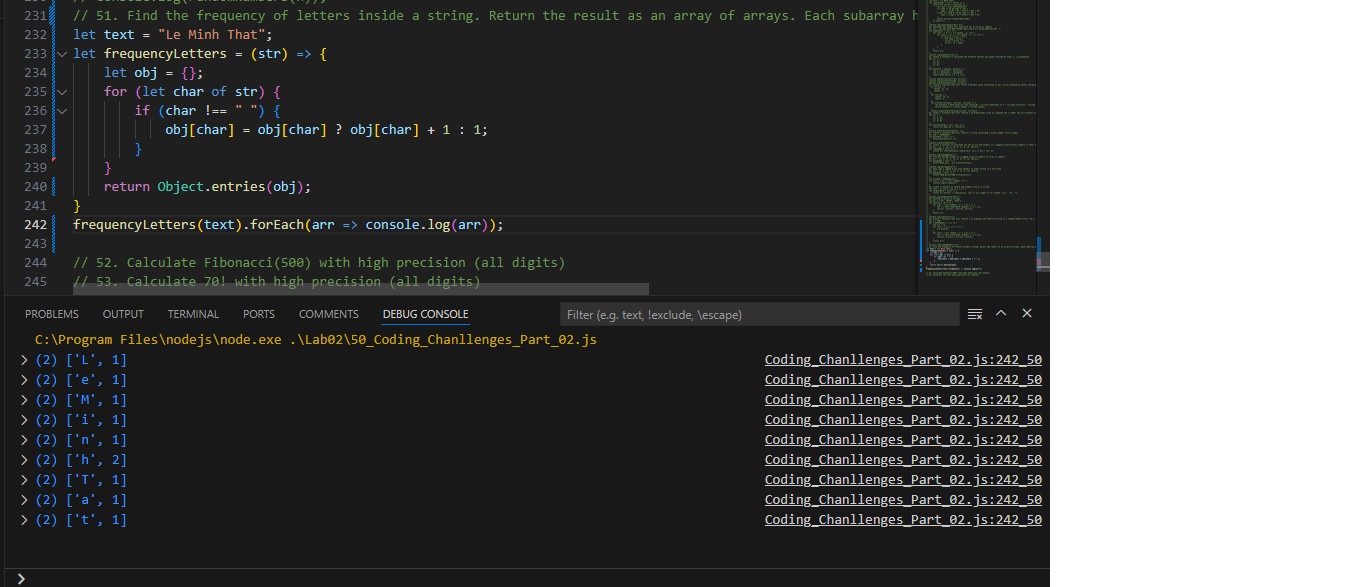 231 // 51. Find the frequency of letters inside a string. Return the result as an array of arrays. Each subarray h
232 let text = "Le Minh That";
233 let frequencyLetters = (str) => {
234 let obj = {};
235 for (let char of str) {
236 if (char !== " ") {
237 obj[char] = obj[char] ? obj[char] + 1 : 1;
238 }
239 }
240 return Object.entries(obj);
241 }
242 frequencyLetters(text).forEach(arr => console.log(arr));
243
244 // 52. Calculate Fibonacci(500) with high precision (all digits)
245 // 53. Calculate 70! with high precision (all digits)
PROBLEMS OUTPUT TERMINAL PORTS COMMENTS DEBUG CONSOLE Filter (e.g. text, !exclude, \escape)
C:\Program Files\nodejs\node.exe .\Lab02\50_Coding_Chanllenges_Part_02.js
> (2) ['L', 1] Coding_Chanllenges_Part_02.js:242_50
> (2) ['e', 1] Coding_Chanllenges_Part_02.js:242_50
> (2) ['M', 1] Coding_Chanllenges_Part_02.js:242_50
> (2) ['i', 1] Coding_Chanllenges_Part_02.js:242_50
> (2) ['n', 1] Coding_Chanllenges_Part_02.js:242_50
> (2) ['h', 2] Coding_Chanllenges_Part_02.js:242_50
> (2) ['T', 1] Coding_Chanllenges_Part_02.js:242_50
> (2) ['a', 1] Coding_Chanllenges_Part_02.js:242_50
> (2) ['t', 1] Coding_Chanllenges_Part_02.js:242_50
>